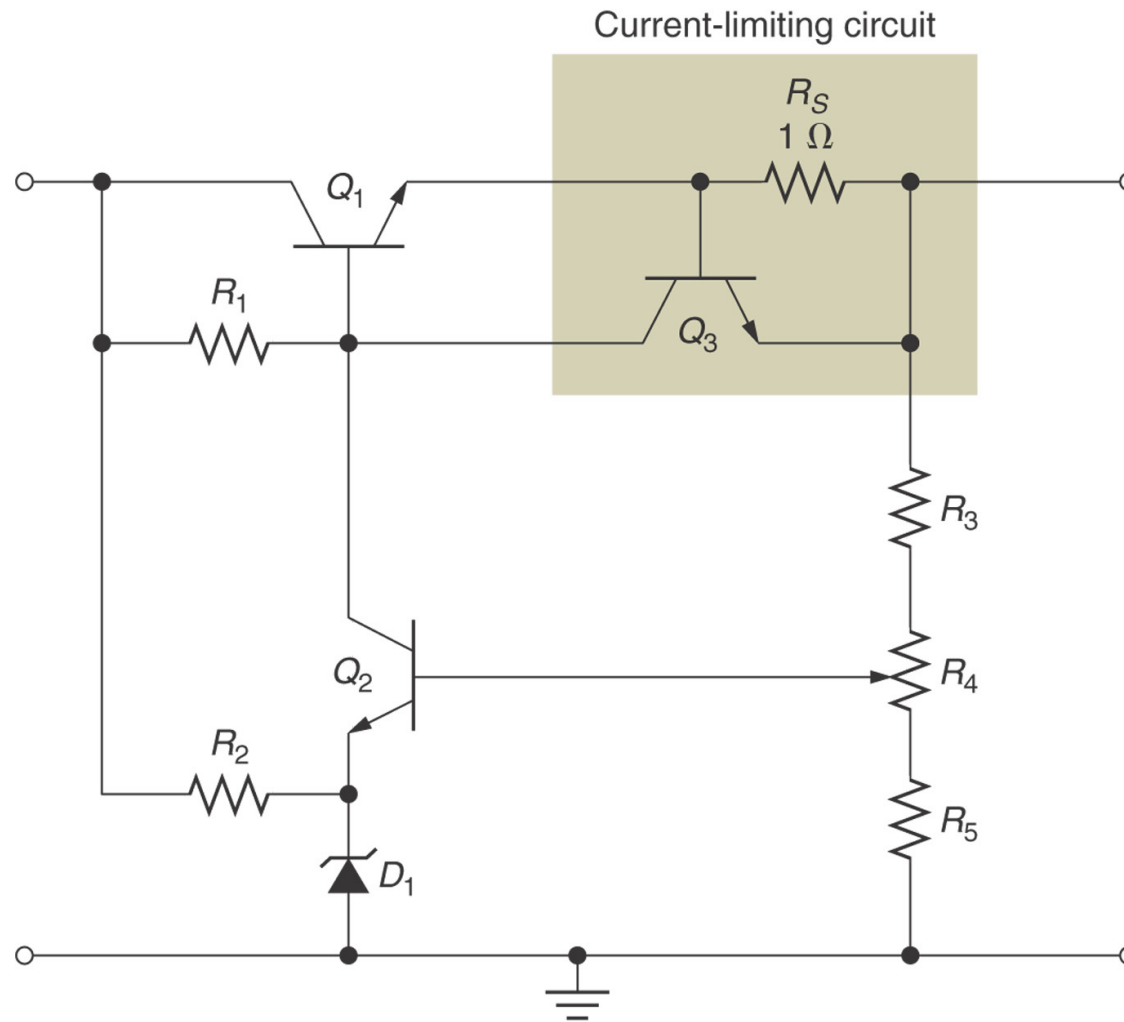 Current-limiting circuit
RS
1 Ω
Q1
R1
Q3
R3
Q2
R4
R2
R5
D1